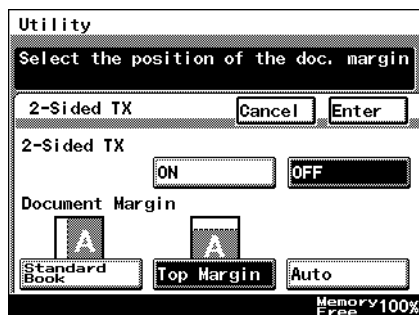 Utility
Select the position of the doc. margin
2-Sided TX Cancel Enter
2-Sided TX
ON OFF
Document Margin
A A
Standard
Book
Top Margin Auto
Memory
Free 100%